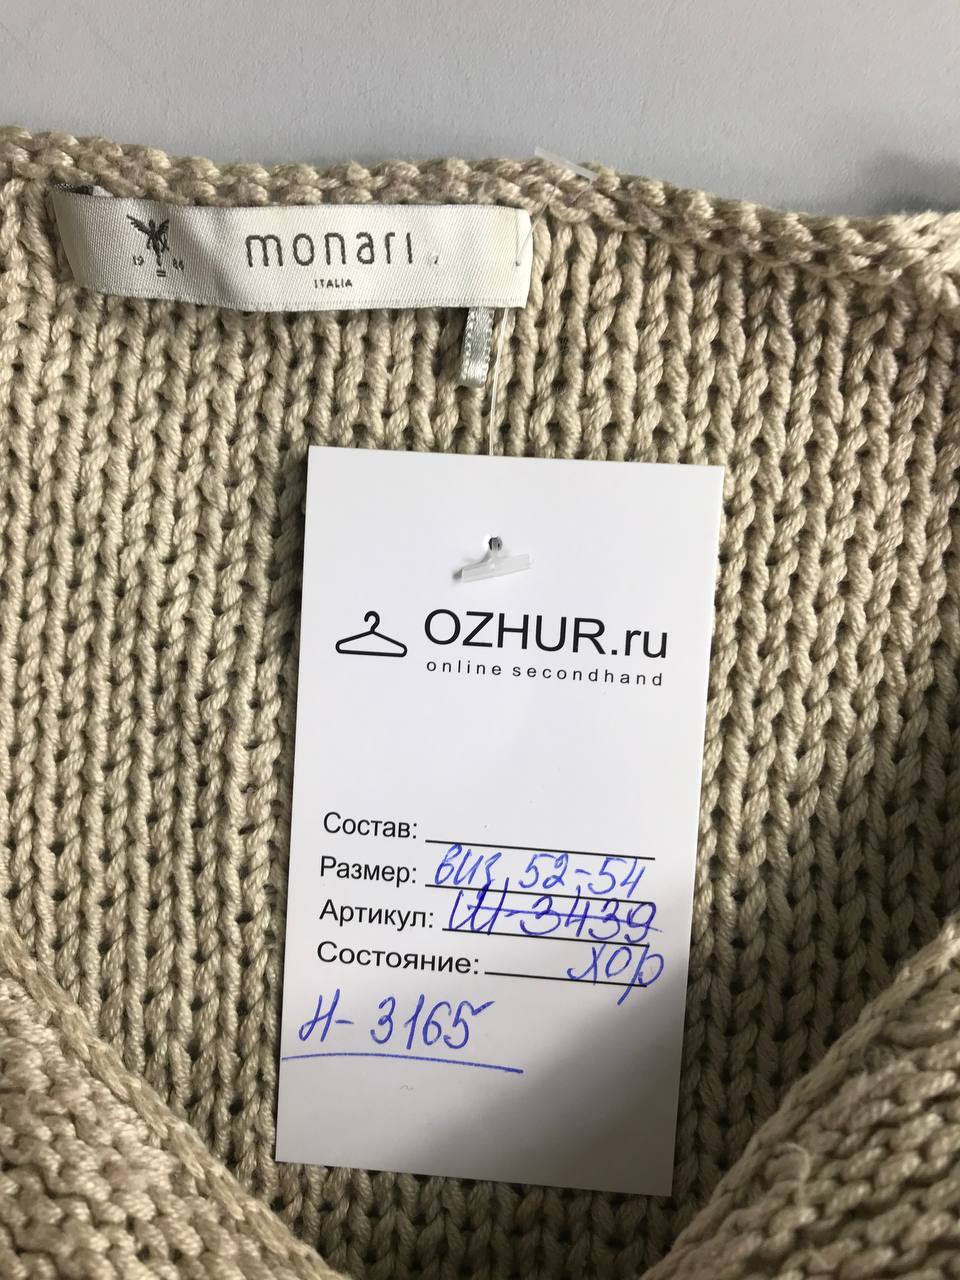 monari
ITALIA
OZHUR.ru
online secondhand
Состав:
Размер: виз, 52-54
Артикул: Ш-3439
Состояние: хор
Н-3165